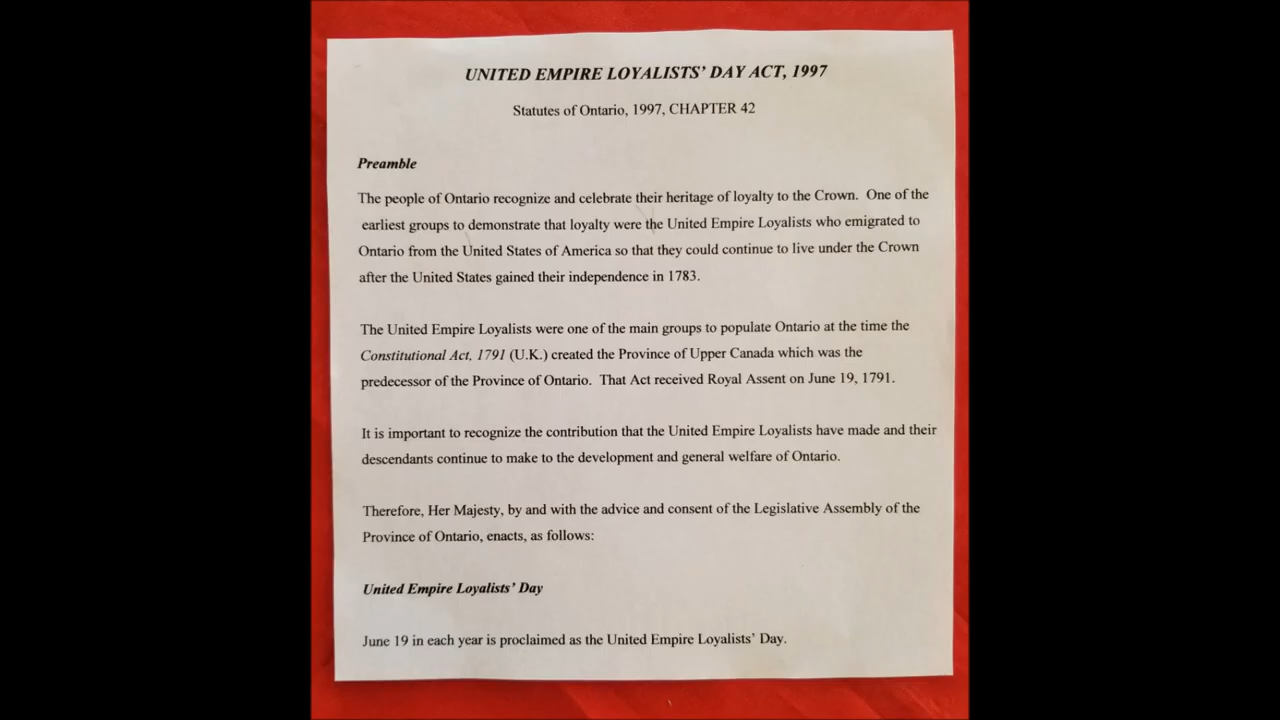 UNITED EMPIRE LOYALISTS' DAY ACT, 1997
Statutes of Ontario, 1997, CHAPTER 42
Preamble
The people of Ontario recognize and celebrate their heritage of loyalty to the Crown. One of the
earliest groups to demonstrate that loyalty were the United Empire Loyalists who emigrated to
Ontario from the United States of America so that they could continue to live under the Crown
after the United States gained their independence in 1783.
The United Empire Loyalists were one of the main groups to populate Ontario at the time the
Constitutional Act, 1791 (U.K.) created the Province of Upper Canada which was the
predecessor of the Province of Ontario. That Act received Royal Assent on June 19, 1791.
It is important to recognize the contribution that the United Empire Loyalists have made and their
descendants continue to make to the development and general welfare of Ontario.
Therefore, Her Majesty, by and with the advice and consent of the Legislative Assembly of the
Province of Ontario, enacts, as follows:
United Empire Loyalists' Day
June 19 in each year is proclaimed as the United Empire Loyalists' Day.